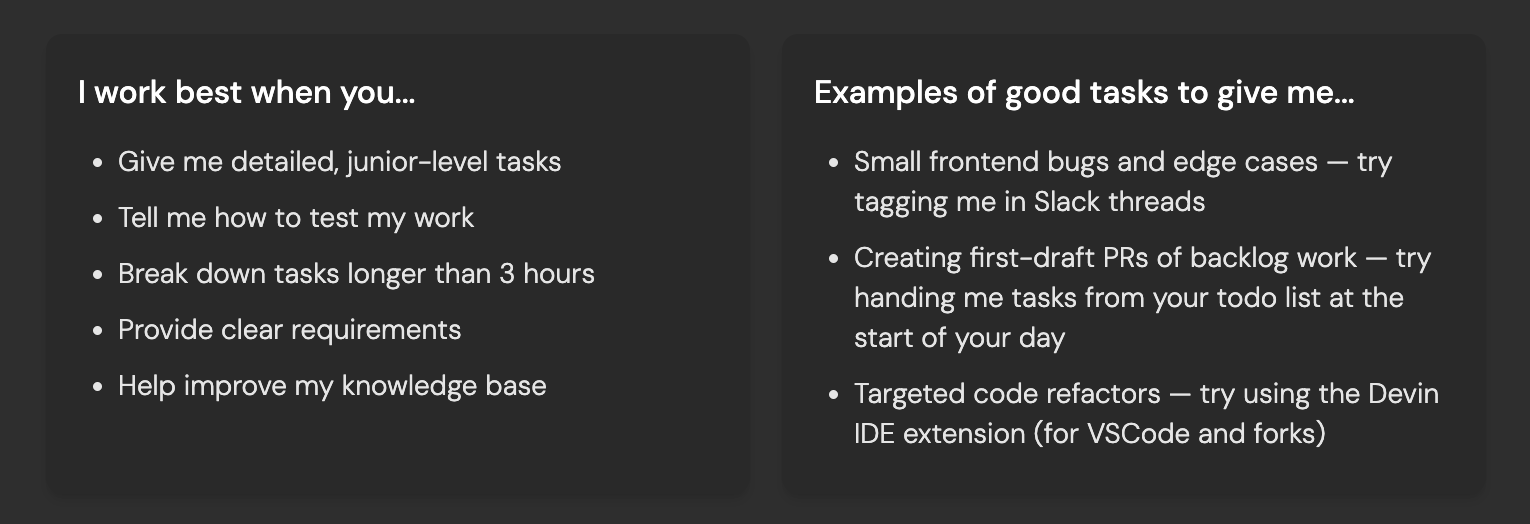 I work best when you...
• Give me detailed, junior-level tasks
• Tell me how to test my work
• Break down tasks longer than 3 hours
• Provide clear requirements
• Help improve my knowledge base
Examples of good tasks to give me...
• Small frontend bugs and edge cases — try
tagging me in Slack threads
• Creating first-draft PRs of backlog work — try
handing me tasks from your todo list at the
start of your day
• Targeted code refactors — try using the Devin
IDE extension (for VSCode and forks)